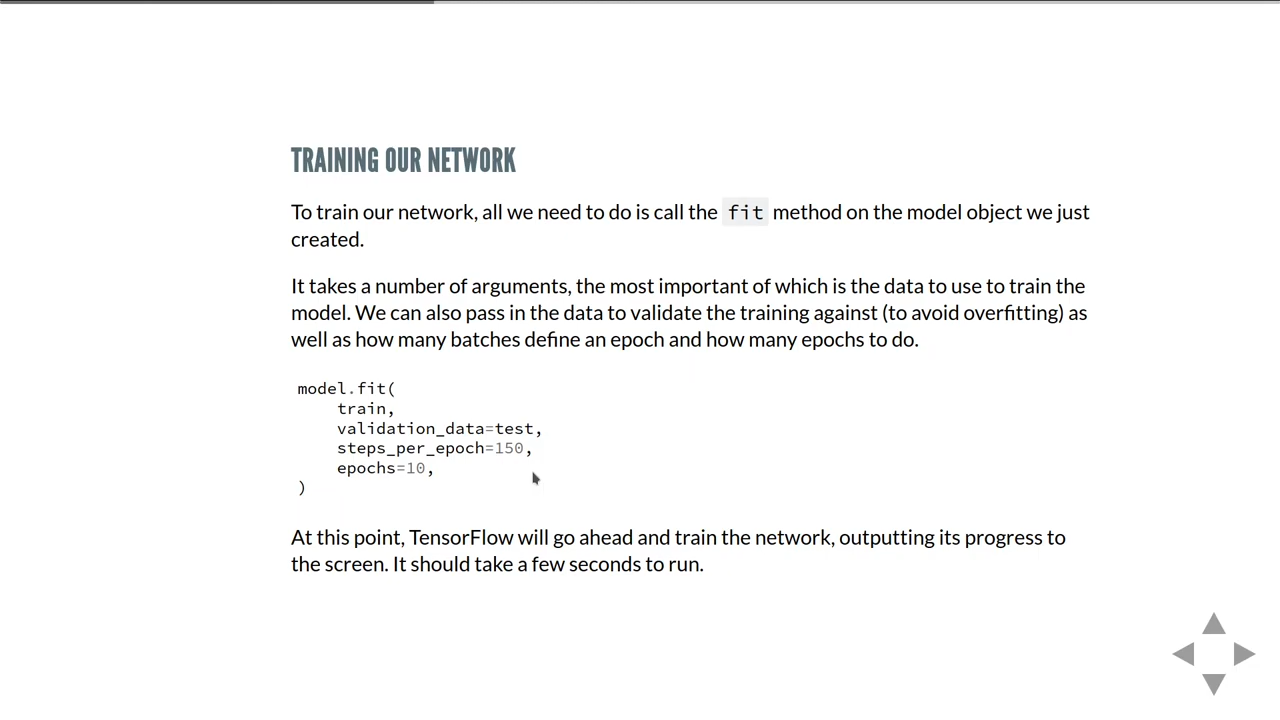 TRAINING OUR NETWORK
To train our network, all we need to do is call the fit method on the model object we just
created.
It takes a number of arguments, the most important of which is the data to use to train the
model. We can also pass in the data to validate the training against (to avoid overfitting) as
well as how many batches define an epoch and how many epochs to do.
model.fit(
    train,
    validation_data=test,
    steps_per_epoch=150,
    epochs=10,
)
At this point, TensorFlow will go ahead and train the network, outputting its progress to
the screen. It should take a few seconds to run.